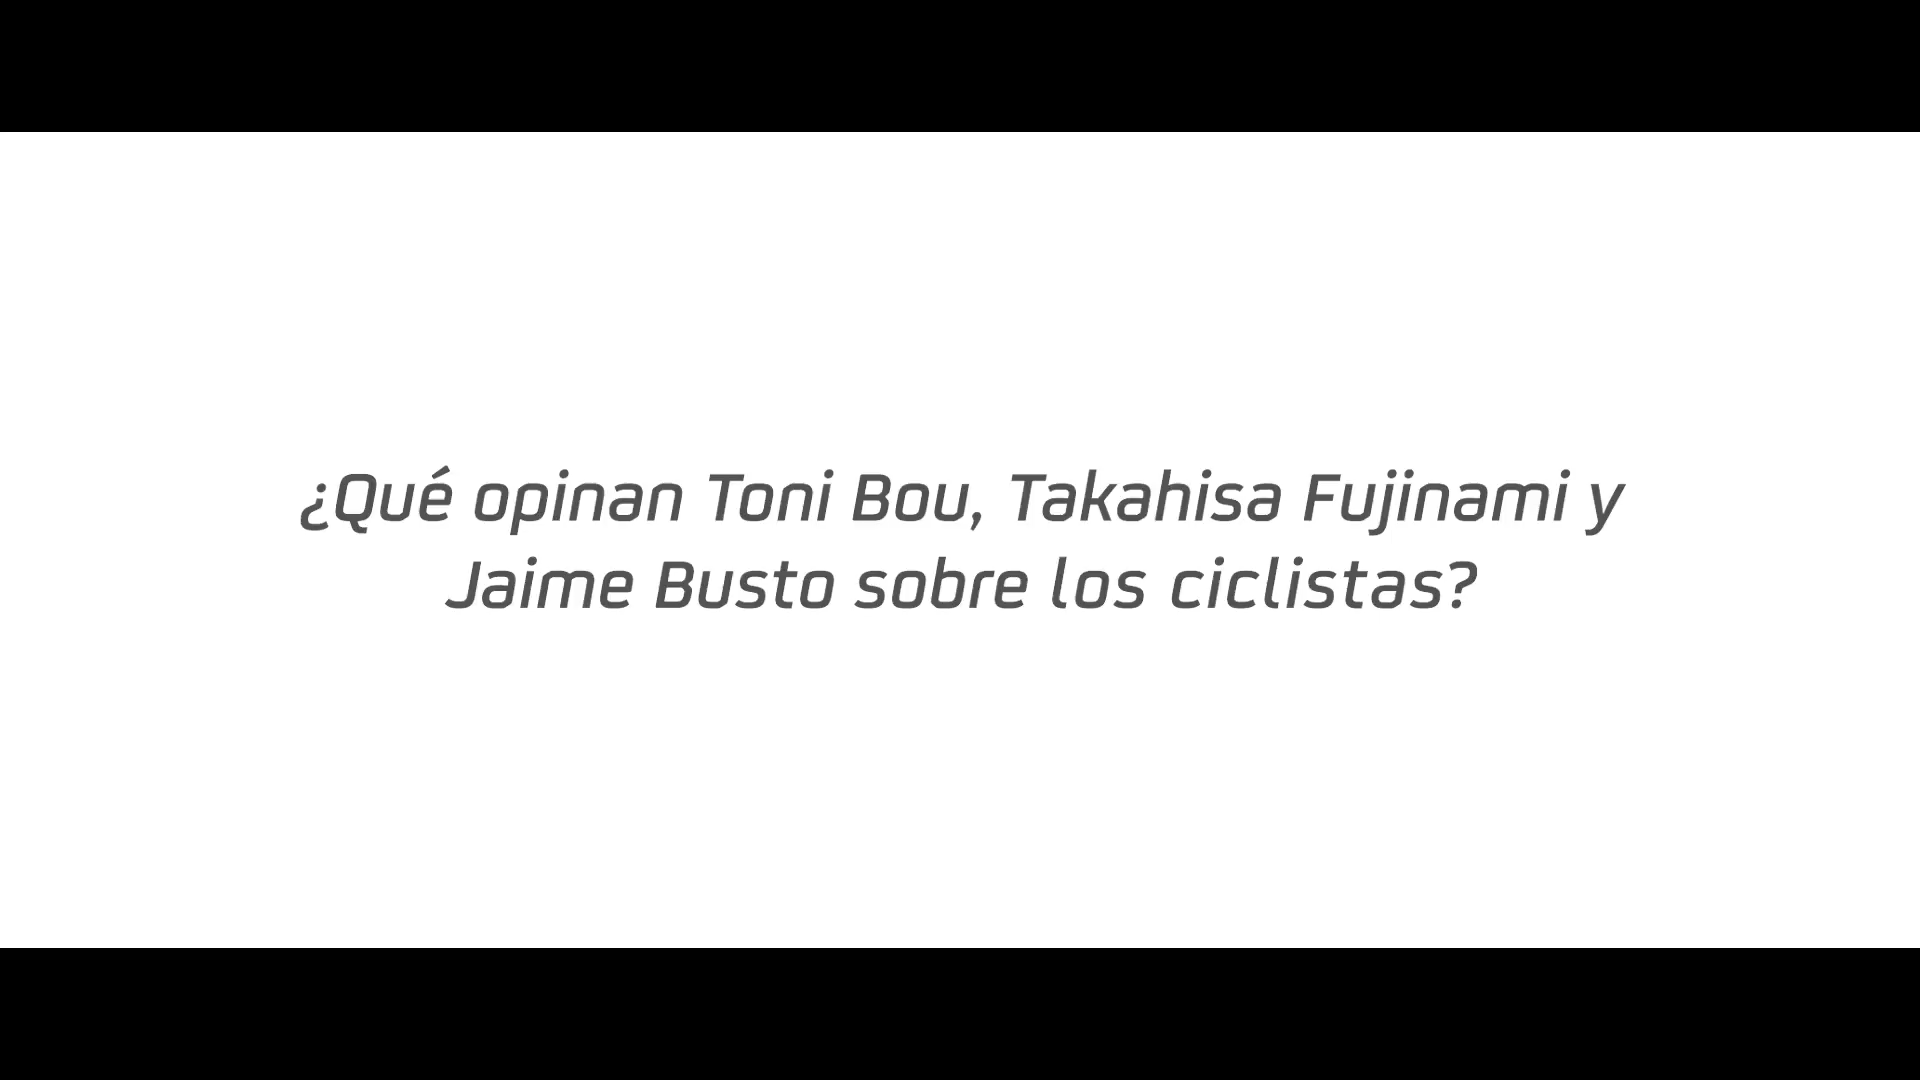 ¿Qué opinan Toni Bou, Takahisa Fujinami y
Jaime Busto sobre los ciclistas?